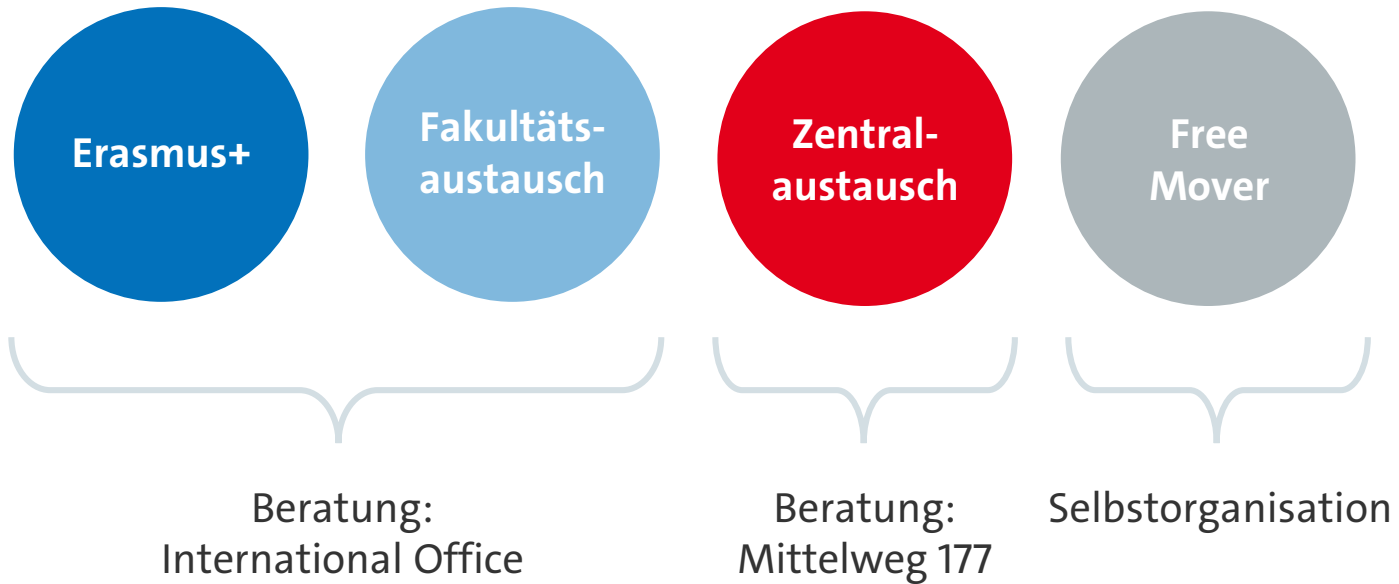 Erasmus+
Fakultäts-
austausch
Zentral-
austausch
Free
Mover
Beratung:
International Office
Beratung:
Mittelweg 177
Selbstorganisation